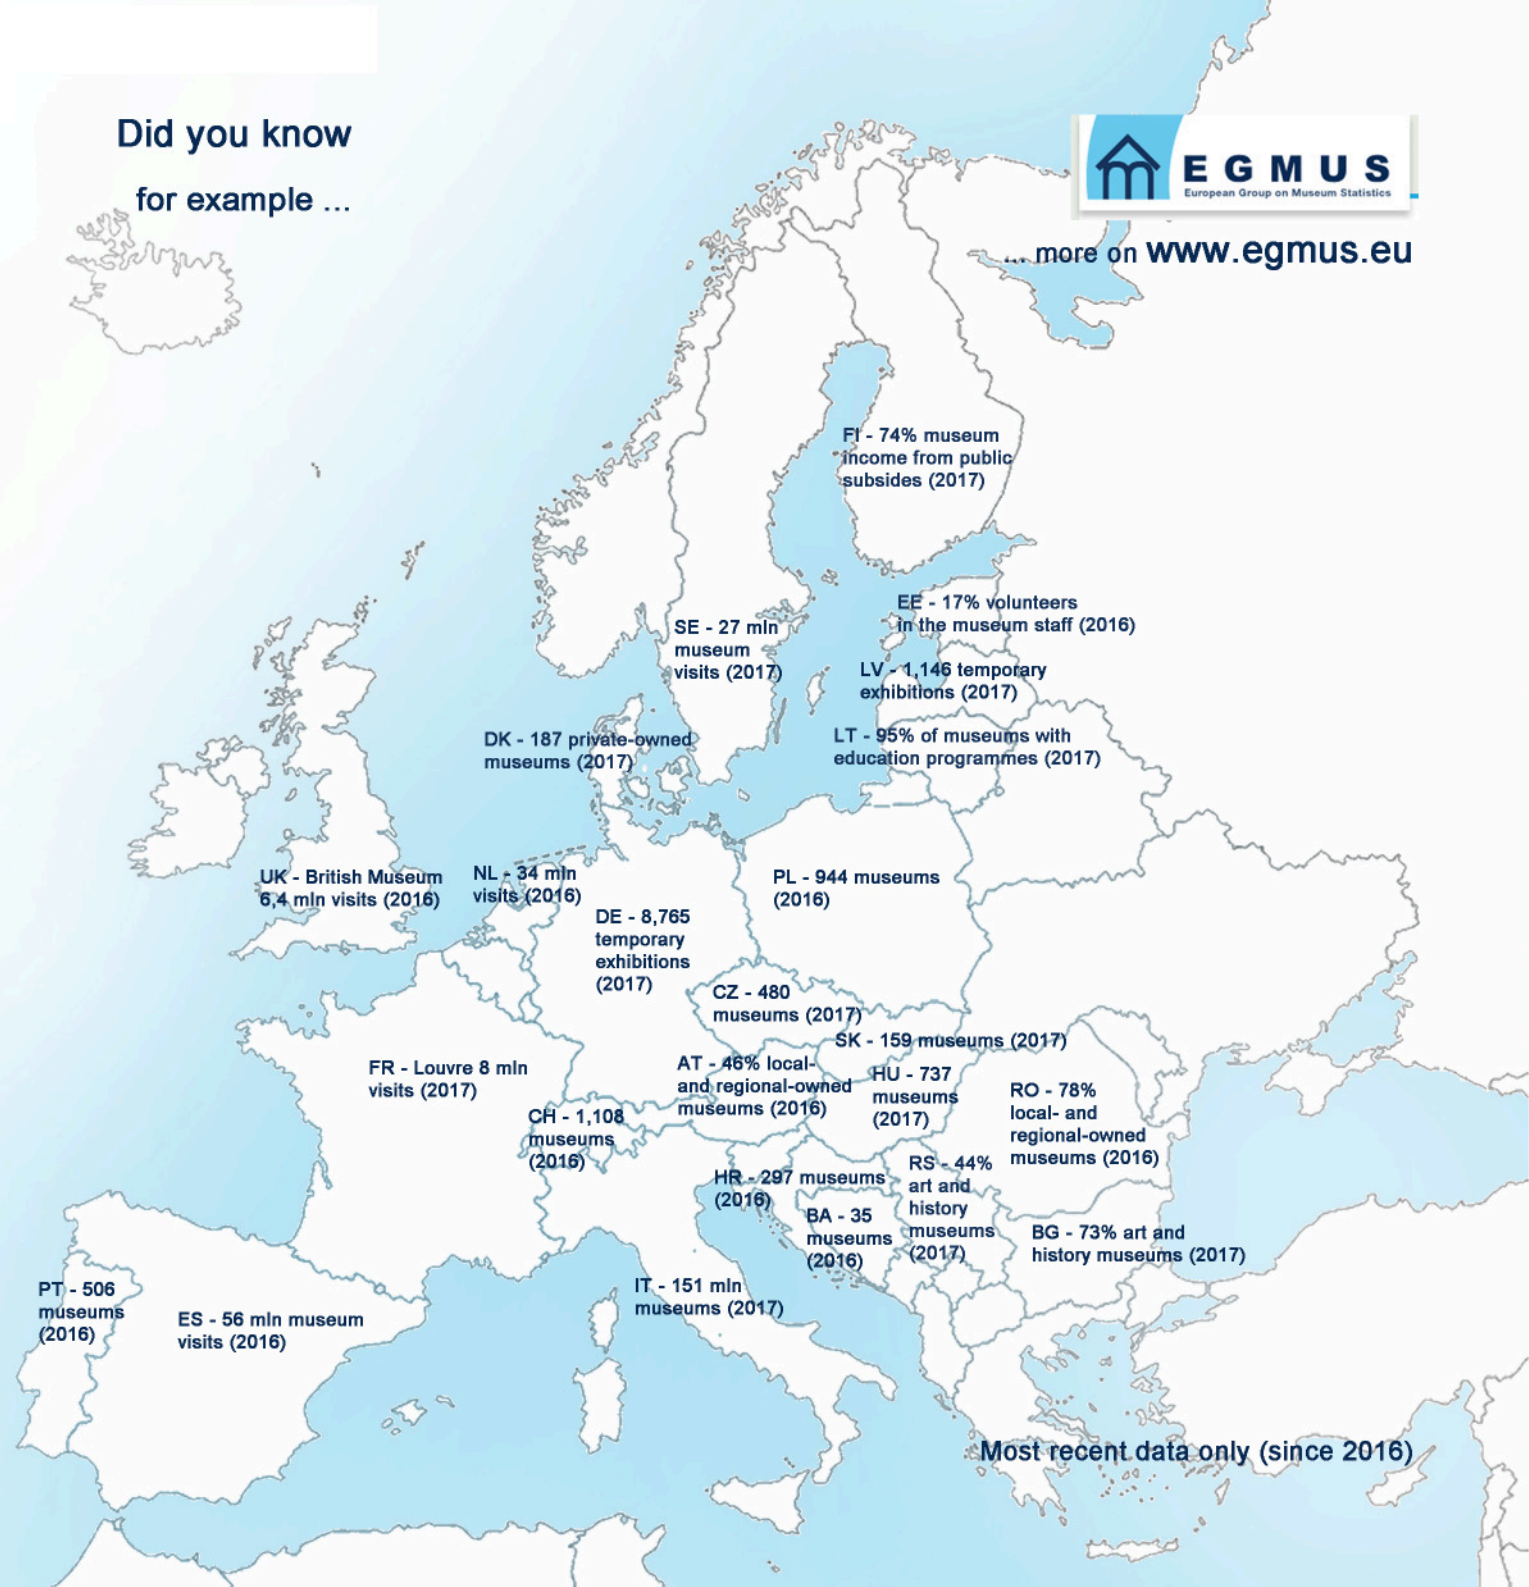 Did you know
for example ...
EGMUS
European Group on Museum Statistics
... more on www.egmus.eu
FI - 74% museum
income from public
subsides (2017)
EE - 17% volunteers
in the museum staff (2016)
SE - 27 mln
museum
visits (2017)
LV - 1,146 temporary
exhibitions (2017)
DK - 187 private-owned
museums (2017)
LT - 95% of museums with
education programmes (2017)
UK - British Museum
6,4 mln visits (2016)
NL - 34 mln
visits (2016)
PL - 944 museums
(2016)
DE - 8,765
temporary
exhibitions
(2017)
CZ - 480
museums (2017)
SK - 159 museums (2017)
FR - Louvre 8 mln
visits (2017)
AT - 46% local-
and regional-owned
museums (2016)
HU - 737
museums
(2017)
RO - 78%
local- and
regional-owned
museums (2016)
CH - 1,108
museums
(2016)
HR - 297 museums
(2016)
RS - 44%
art and
history
museums
(2017)
BA - 35
museums
(2016)
BG - 73% art and
history museums (2017)
IT - 151 mln
museums (2017)
PT - 506
museums
(2016)
ES - 56 mln museum
visits (2016)
Most recent data only (since 2016)